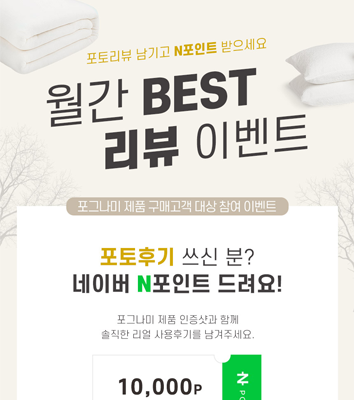 포토리뷰 남기고 N포인트 받으세요
월간 BEST
리뷰 이벤트
포그나미 제품 구매고객 대상 참여 이벤트
포토후기 쓰신 분?
네이버 N포인트 드려요!
포그나미 제품 인증샷과 함께
솔직한 리얼 사용후기를 남겨주세요.
10,000P
N PO